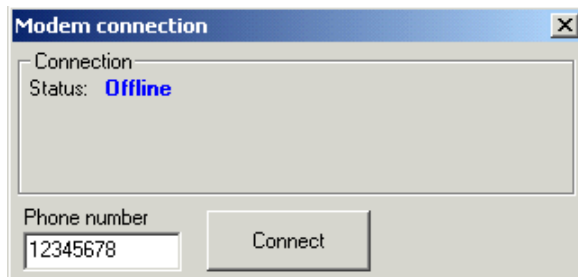 Modem connection
Connection
Status: Offline
Phone number
12345678
Connect